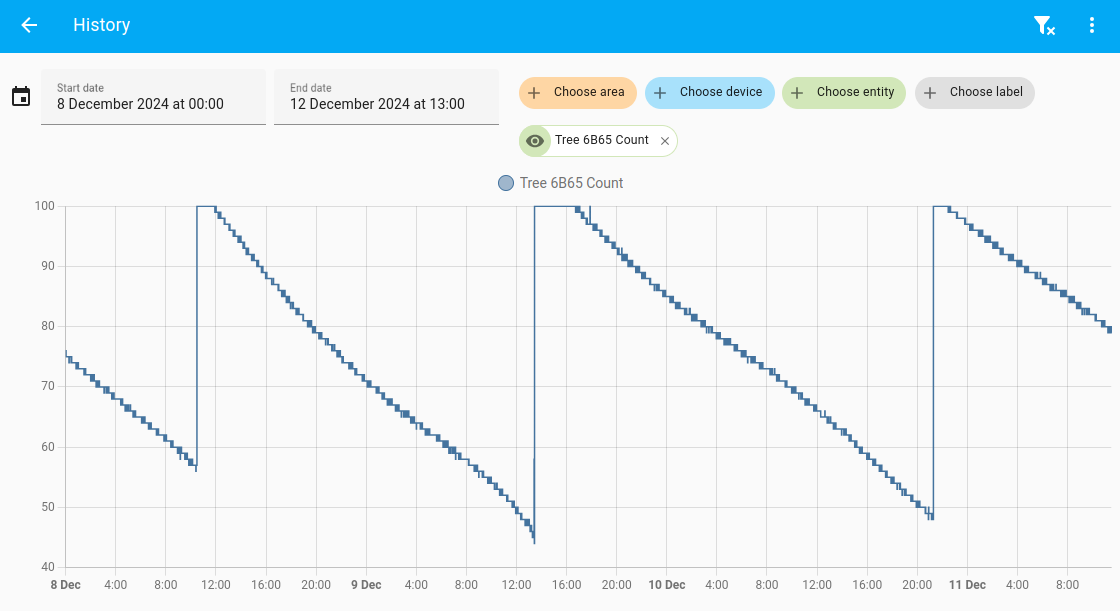 History
Start date
8 December 2024 at 00:00
End date
12 December 2024 at 13:00
Choose area
Choose device
Choose entity
Choose label
Tree 6B65 Count
Tree 6B65 Count
100
90
80
70
60
50
40
8 Dec 4:00 8:00 12:00 16:00 20:00 9 Dec 4:00 8:00 12:00 16:00 20:00 10 Dec 4:00 8:00 12:00 16:00 20:00 11 Dec 4:00 8:00